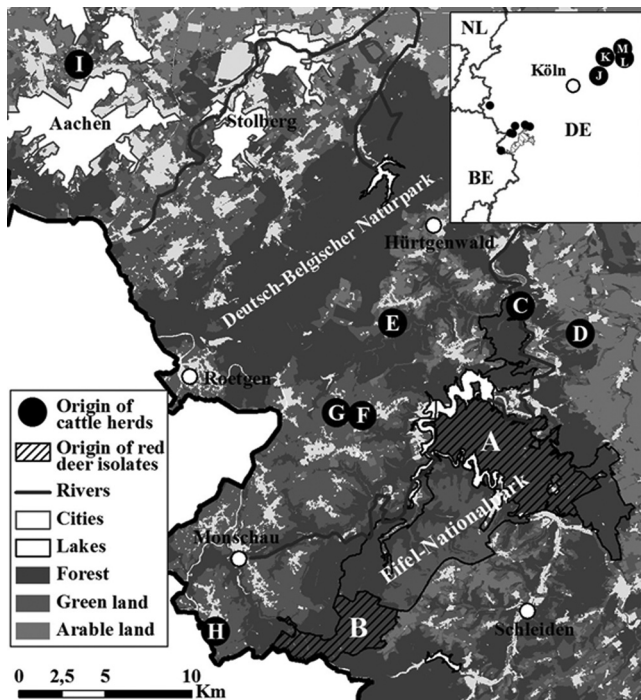 NL
M
K
L
J
Köln
DE
BE
I
Aachen
Stolberg
Deutsch-Belgischer Naturpark
Hürtgenwald
C
D
E
Roetgen
G
F
A
Eifel-Nationalpark
Monschau
H
B
Schleiden
Origin of
cattle herds
Origin of red
deer isolates
Rivers
Cities
Lakes
Forest
Green land
Arable land
0 2,5 5 10
Km